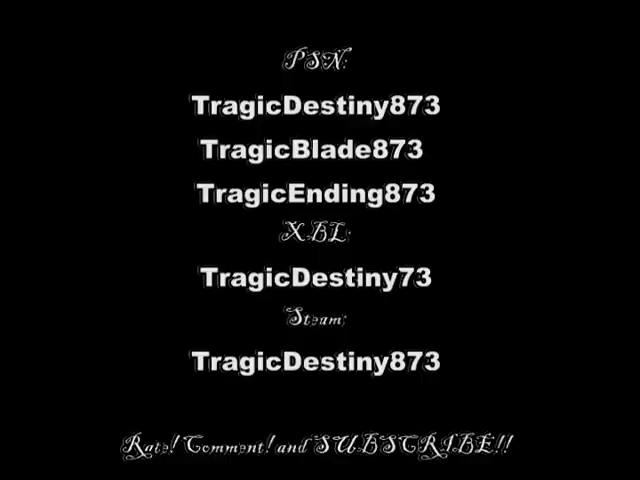 PSN:
TragicDestiny873
TragicBlade873
TragicEnding873
XBL:
TragicDestiny73
Steam:
TragicDestiny873
Rate! Comment! and SUBSCRIBE!!